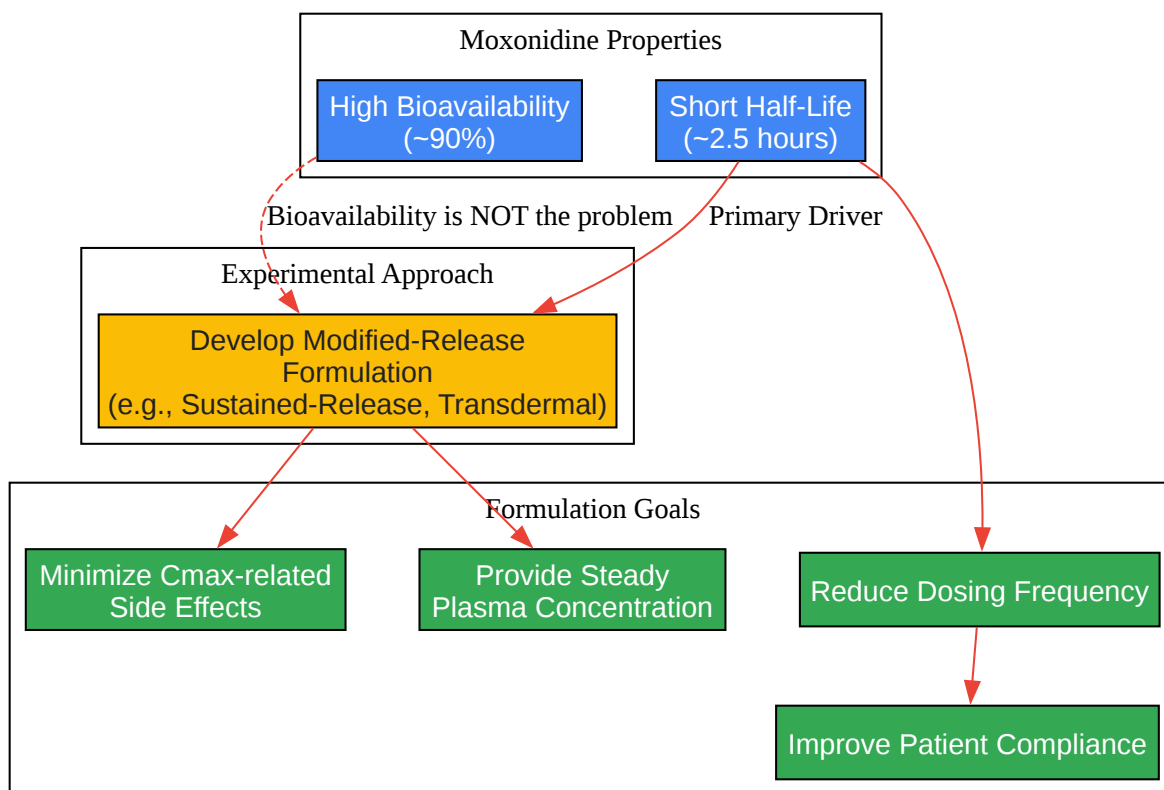 Moxonidine Properties
High Bioavailability
(~90%)
Short Half-Life
(~2.5 hours)
Bioavailability is NOT the problem
Primary Driver
Experimental Approach
Develop Modified-Release
Formulation
(e.g., Sustained-Release, Transdermal)
Formulation Goals
Minimize Cmax-related
Side Effects
Provide Steady
Plasma Concentration
Reduce Dosing Frequency
Improve Patient Compliance